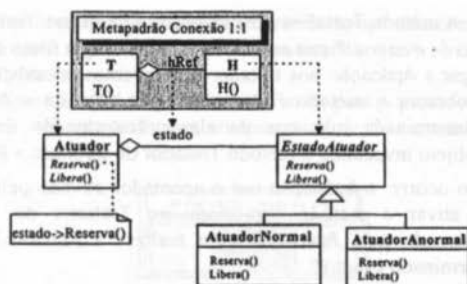 Metapadrão Conexão 1:1
T
hRef
H
T()
H()
estado
Atuador
EstadoAtuador
Reserva()
Libera()
Reserva()
Libera()
estado->Reserva()
AtuadorNormal
AtuadorAnormal
Reserva()
Libera()
Reserva()
Libera()